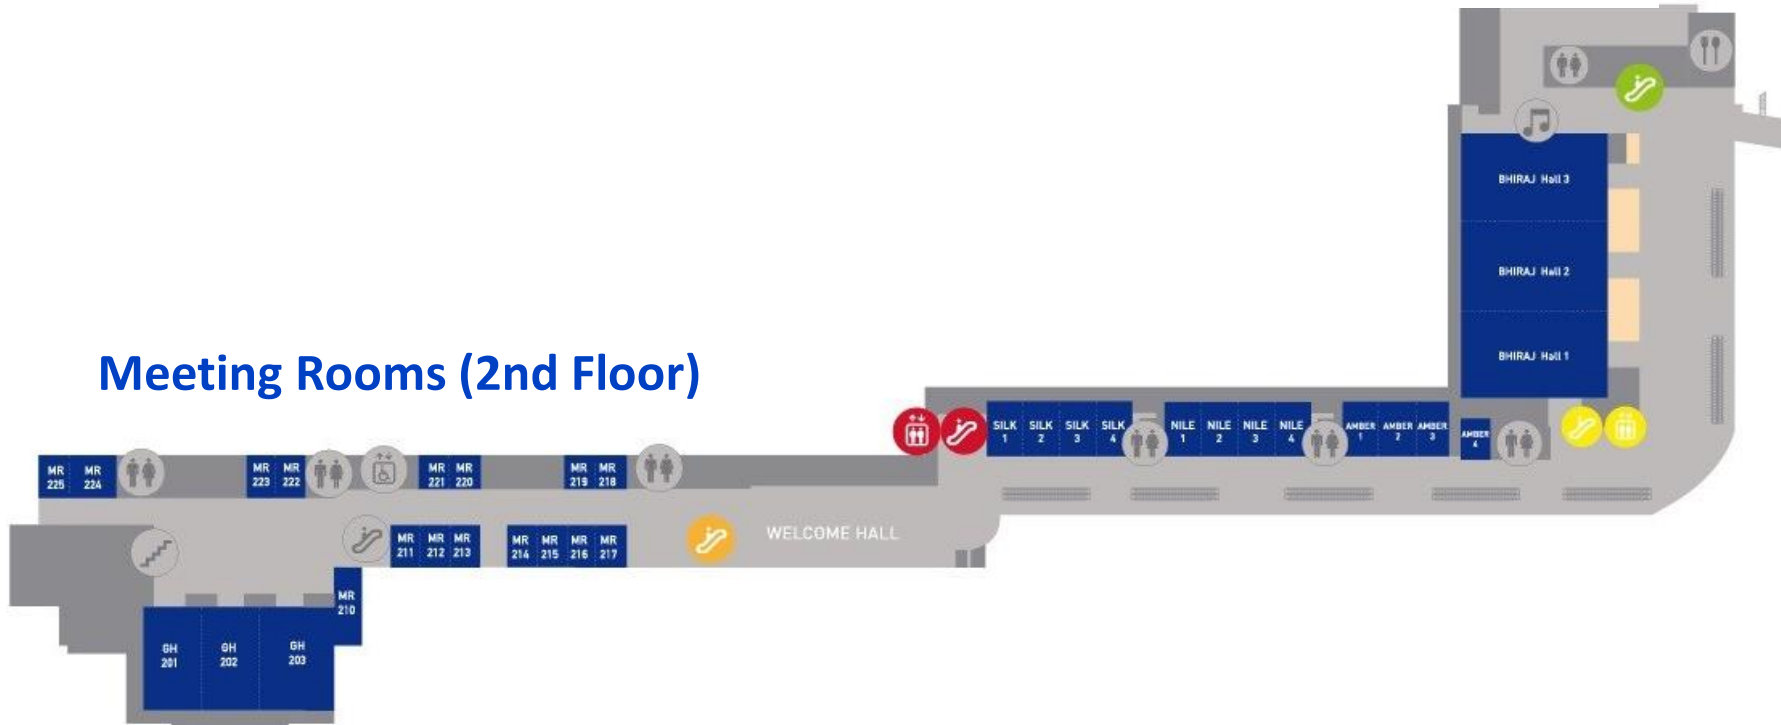 BHIRAJ Hall 3
BHIRAJ Hall 2
BHIRAJ Hall 1
Meeting Rooms (2nd Floor)
SILK
1
SILK
2
SILK
3
SILK
4
NILE
1
NILE
2
NILE
3
NILE
4
AMBER
1
AMBER
2
AMBER
3
AMBER
4
MR
225
MR
224
MR
223
MR
222
MR
221
MR
220
MR
219
MR
218
WELCOME HALL
MR
211
MR
212
MR
213
MR
214
MR
215
MR
216
MR
217
MR
210
GH
201
GH
202
GH
203